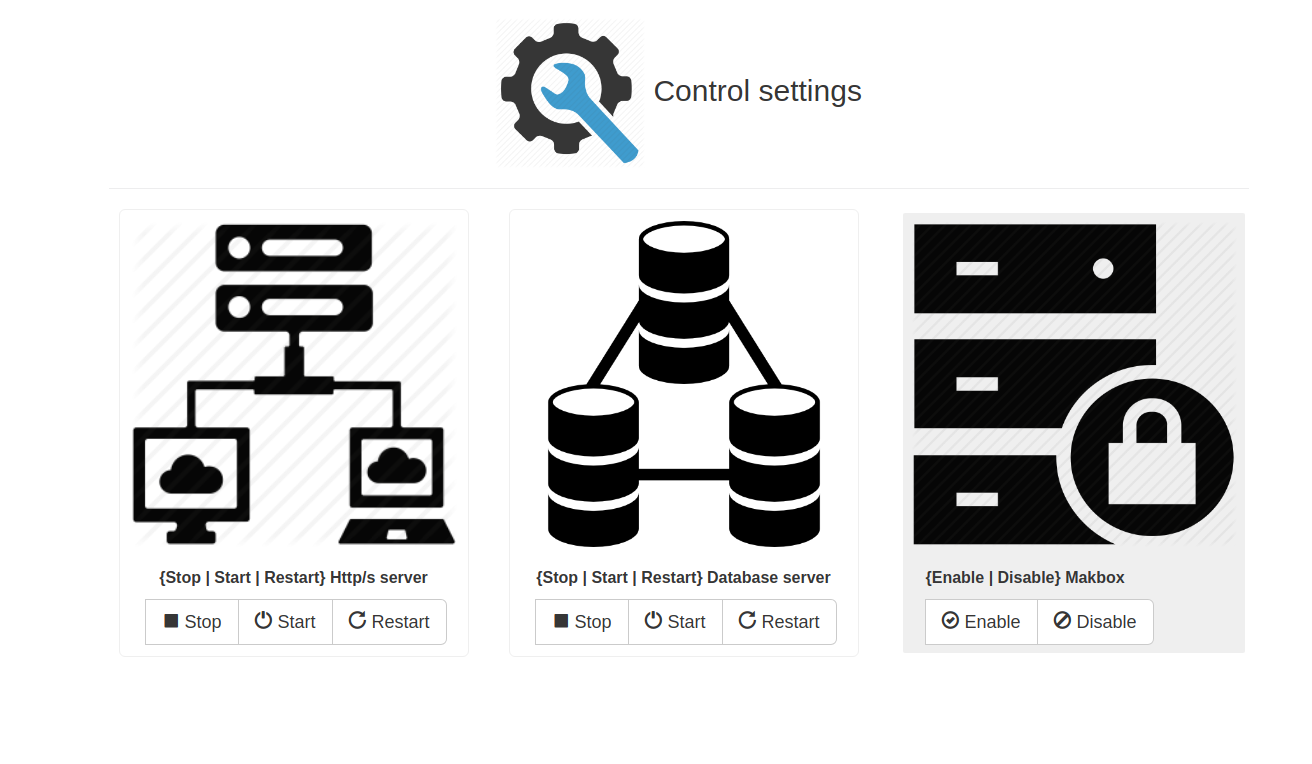 Control settings
{Stop | Start | Restart} Http/s server
Stop Start Restart
{Stop | Start | Restart} Database server
Stop Start Restart
{Enable | Disable} Makbox
Enable Disable